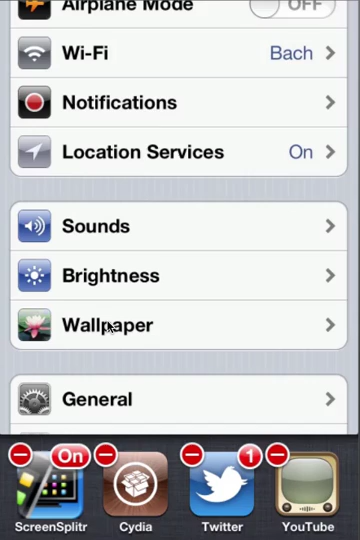 Airplane Mode
OFF
Wi-Fi
Bach
Notifications
Location Services
On
Sounds
Brightness
Wallpaper
General
On
1
ScreenSplitr
Cydia
Twitter
YouTube